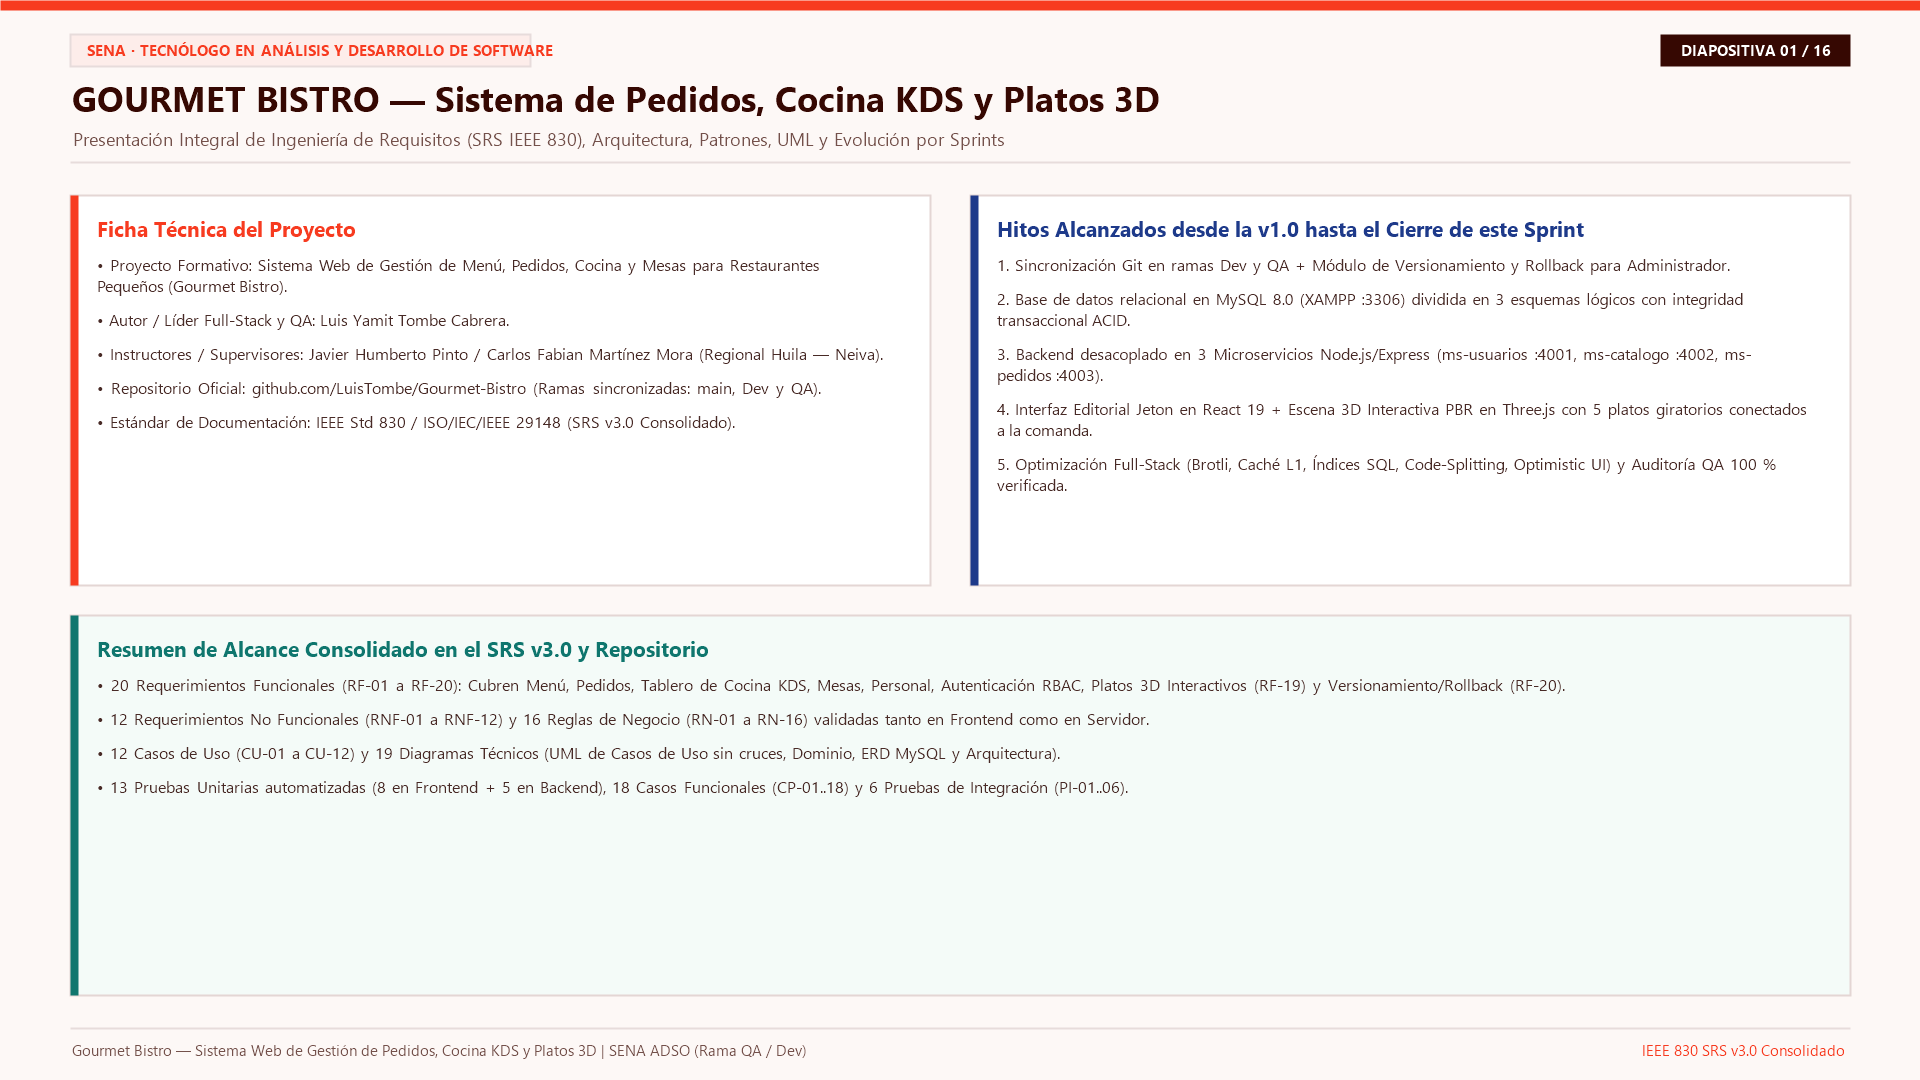 SENA · TECNÓLOGO EN ANÁLISIS Y DESARROLLO DE SOFTWARE
DIAPOSITIVA 01 / 16
GOURMET BISTRO — Sistema de Pedidos, Cocina KDS y Platos 3D
Presentación Integral de Ingeniería de Requisitos (SRS IEEE 830), Arquitectura, Patrones, UML y Evolución por Sprints
Ficha Técnica del Proyecto
• Proyecto Formativo: Sistema Web de Gestión de Menú, Pedidos, Cocina y Mesas para Restaurantes
Pequeños (Gourmet Bistro).
• Autor / Líder Full-Stack y QA: Luis Yamit Tombe Cabrera.
• Instructores / Supervisores: Javier Humberto Pinto / Carlos Fabian Martínez Mora (Regional Huila — Neiva).
• Repositorio Oficial: github.com/LuisTombe/Gourmet-Bistro (Ramas sincronizadas: main, Dev y QA).
• Estándar de Documentación: IEEE Std 830 / ISO/IEC/IEEE 29148 (SRS v3.0 Consolidado).
Hitos Alcanzados desde la v1.0 hasta el Cierre de este Sprint
1. Sincronización Git en ramas Dev y QA + Módulo de Versionamiento y Rollback para Administrador.
2. Base de datos relacional en MySQL 8.0 (XAMPP :3306) dividida en 3 esquemas lógicos con integridad
transaccional ACID.
3. Backend desacoplado en 3 Microservicios Node.js/Express (ms-usuarios :4001, ms-catalogo :4002, ms-
pedidos :4003).
4. Interfaz Editorial Jeton en React 19 + Escena 3D Interactiva PBR en Three.js con 5 platos giratorios conectados
a la comanda.
5. Optimización Full-Stack (Brotli, Caché L1, Índices SQL, Code-Splitting, Optimistic UI) y Auditoría QA 100 %
verificada.
Resumen de Alcance Consolidado en el SRS v3.0 y Repositorio
• 20 Requerimientos Funcionales (RF-01 a RF-20): Cubren Menú, Pedidos, Tablero de Cocina KDS, Mesas, Personal, Autenticación RBAC, Platos 3D Interactivos (RF-19) y Versionamiento/Rollback (RF-20).
• 12 Requerimientos No Funcionales (RNF-01 a RNF-12) y 16 Reglas de Negocio (RN-01 a RN-16) validadas tanto en Frontend como en Servidor.
• 12 Casos de Uso (CU-01 a CU-12) y 19 Diagramas Técnicos (UML de Casos de Uso sin cruces, Dominio, ERD MySQL y Arquitectura).
• 13 Pruebas Unitarias automatizadas (8 en Frontend + 5 en Backend), 18 Casos Funcionales (CP-01..18) y 6 Pruebas de Integración (PI-01..06).
Gourmet Bistro — Sistema Web de Gestión de Pedidos, Cocina KDS y Platos 3D | SENA ADSO (Rama QA / Dev)
IEEE 830 SRS v3.0 Consolidado